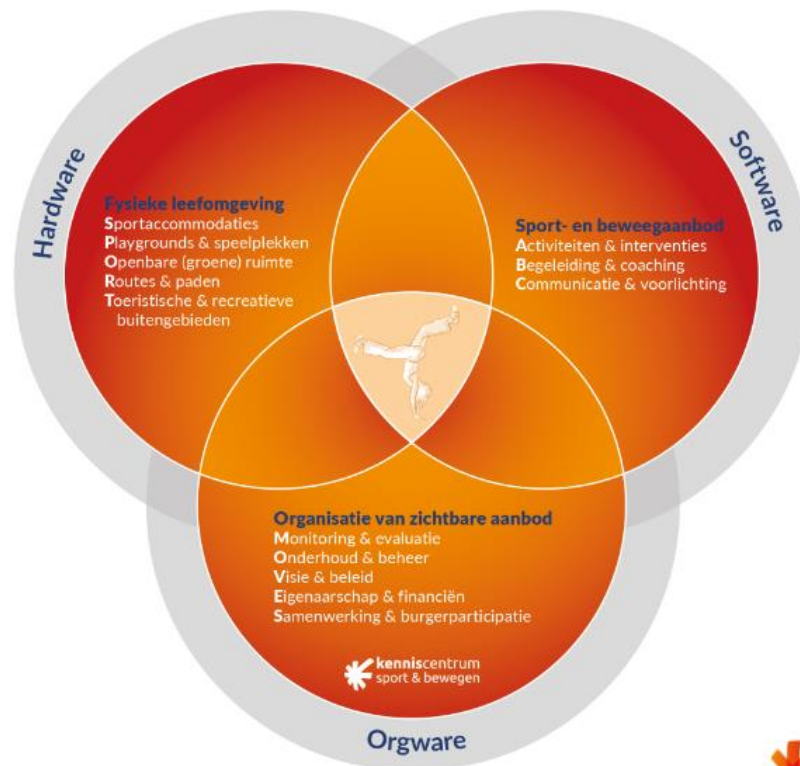 Hardware
Fysieke leefomgeving
Sportaccommodaties
Playgrounds & speelplekken
Openbare (groene) ruimte
Routes & paden
Toeristische & recreatieve
buitengebieden
Software
Sport- en beweegaanbod
Activiteiten & interventies
Begeleiding & coaching
Communicatie & voorlichting
Organisatie van zichtbare aanbod
Monitoring & evaluatie
Onderhoud & beheer
Visie & beleid
Eigenaarschap & financiën
Samenwerking & burgerparticipatie
kenniscentrum
sport & bewegen
Orgware